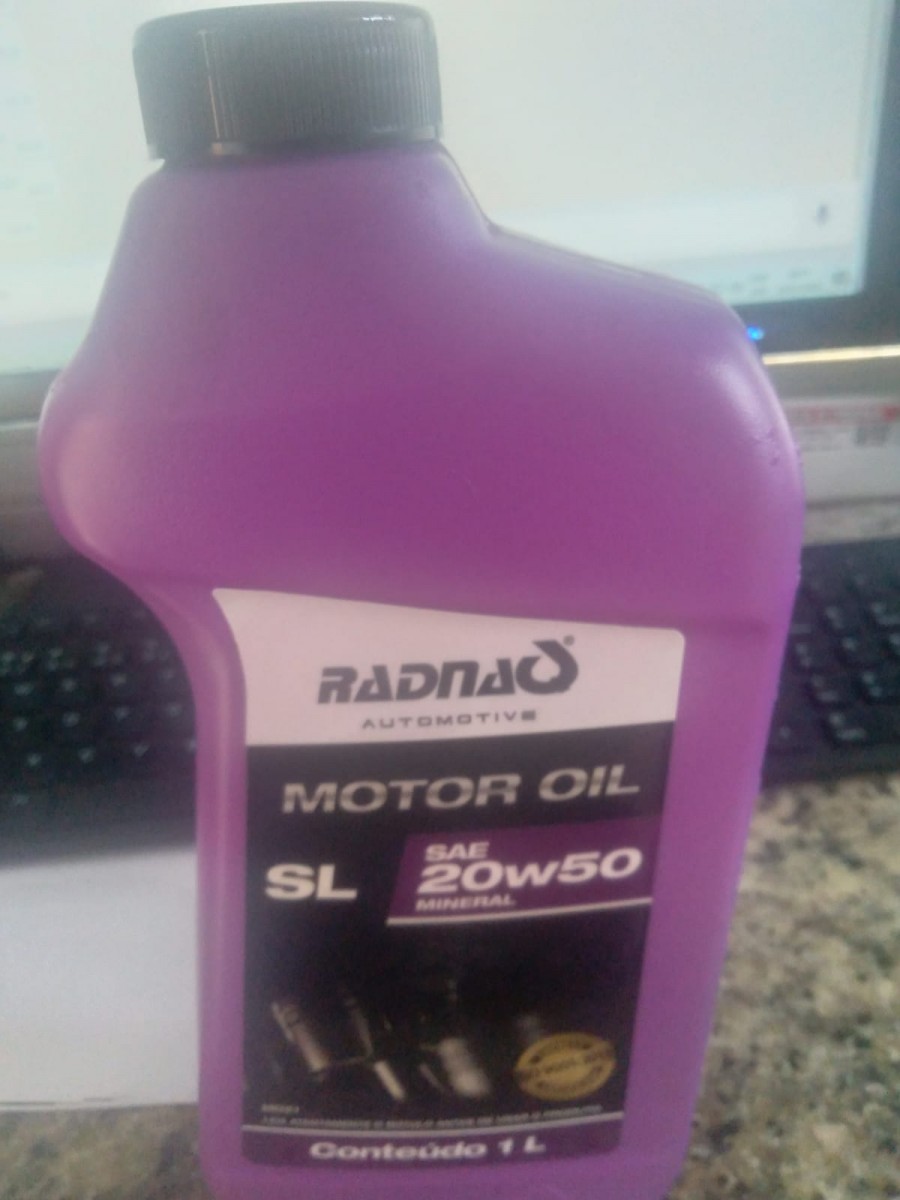 RADNAQ®
AUTOMOTIVE
MOTOR OIL
SL
SAE
20w50
MINERAL
Conteúdo 1 L